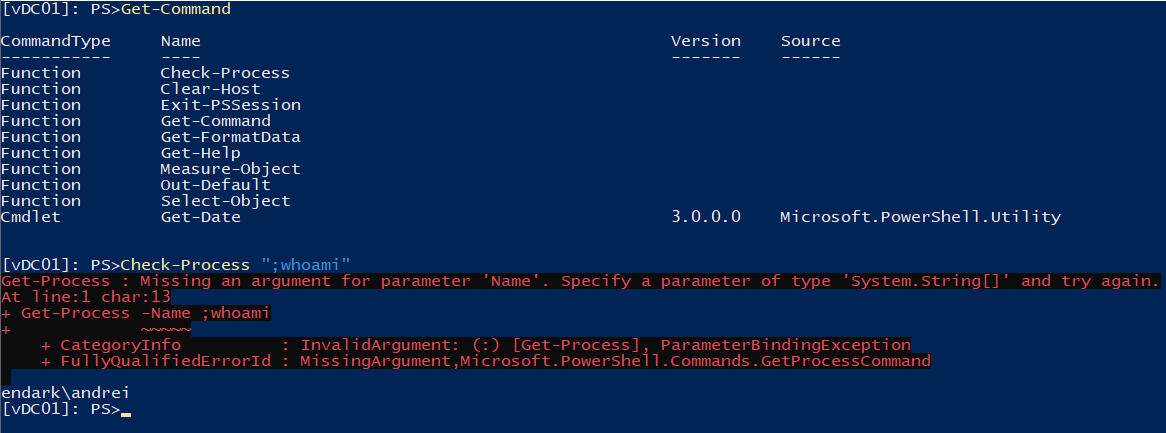 [vDC01]: PS>Get-Command
CommandType Name Version Source
----------- ---- ------- ------
Function Check-Process
Function Clear-Host
Function Exit-PSSession
Function Get-Command
Function Get-FormatData
Function Get-Help
Function Measure-Object
Function Out-Default
Function Select-Object
Cmdlet Get-Date 3.0.0.0 Microsoft.PowerShell.Utility
[vDC01]: PS>Check-Process ";whoami"
Get-Process : Missing an argument for parameter 'Name'. Specify a parameter of type 'System.String[]' and try again.
At line:1 char:13
+ Get-Process -Name ;whoami
+ ~~~~~
+ CategoryInfo : InvalidArgument: (:) [Get-Process], ParameterBindingException
+ FullyQualifiedErrorId : MissingArgument,Microsoft.PowerShell.Commands.GetProcessCommand
endark\andrei
[vDC01]: PS>